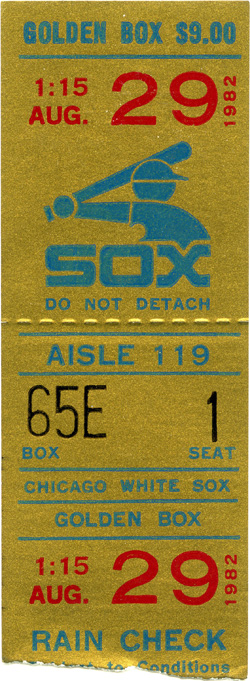 GOLDEN BOX $9.00
1:15
AUG. 29 1982
SOX
DO NOT DETACH
AISLE 119
65E 1
BOX SEAT
CHICAGO WHITE SOX
GOLDEN BOX
1:15
AUG. 29 1982
RAIN CHECK
to Conditions